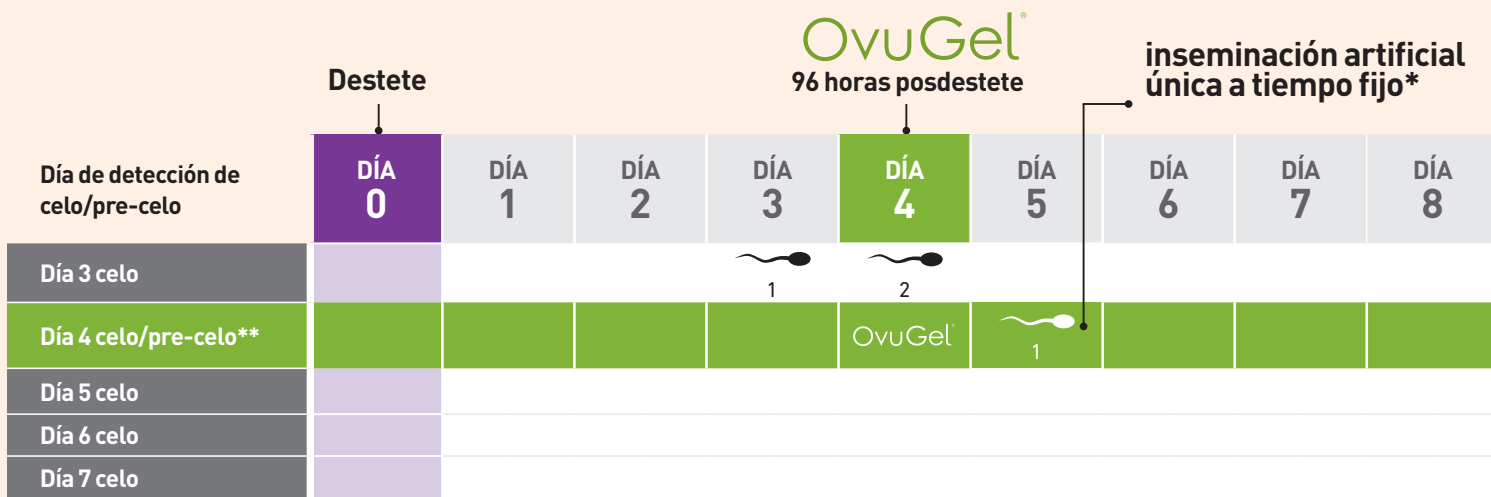 OvuGel®
96 horas posdestete
Destete
inseminación artificial
única a tiempo fijo*
Día de detección de
celo/pre-celo
DÍA 0
DÍA 1
DÍA 2
DÍA 3
DÍA 4
DÍA 5
DÍA 6
DÍA 7
DÍA 8
Día 3 celo
1
2
Día 4 celo/pre-celo**
OvuGel®
1
Día 5 celo
Día 6 celo
Día 7 celo